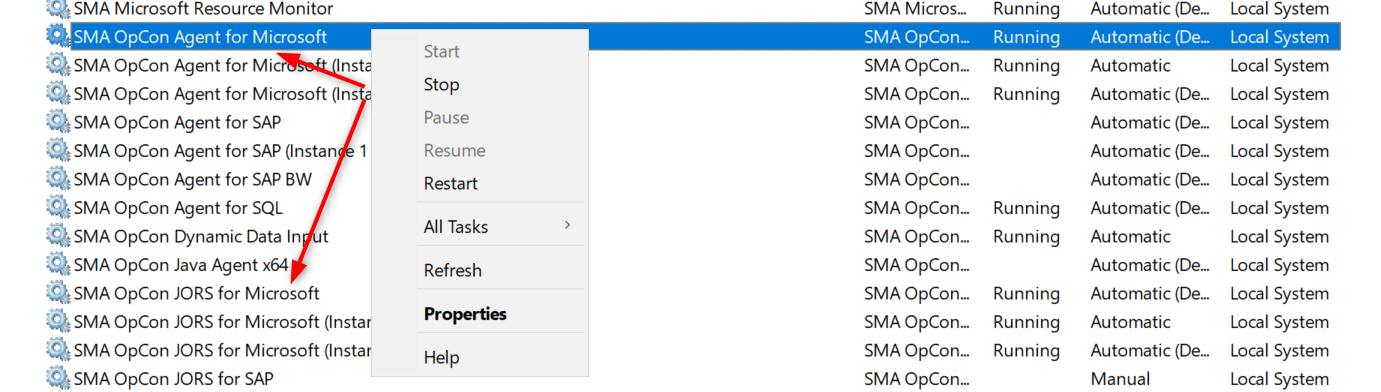 SMA Microsoft Resource Monitor SMA Micros... Running Automatic (De... Local System
SMA OpCon Agent for Microsoft SMA OpCon... Running Automatic (De... Local System
SMA OpCon Agent for Microsoft (Insta SMA OpCon... Running Automatic Local System
SMA OpCon Agent for Microsoft (Insta SMA OpCon... Running Automatic (De... Local System
SMA OpCon Agent for SAP SMA OpCon... Automatic (De... Local System
SMA OpCon Agent for SAP (Instance 1 SMA OpCon... Automatic (De... Local System
SMA OpCon Agent for SAP BW SMA OpCon... Automatic (De... Local System
SMA OpCon Agent for SQL SMA OpCon... Running Automatic (De... Local System
SMA OpCon Dynamic Data Input SMA OpCon... Running Automatic Local System
SMA OpCon Java Agent x64 SMA OpCon... Automatic (De... Local System
SMA OpCon JORS for Microsoft SMA OpCon... Running Automatic (De... Local System
SMA OpCon JORS for Microsoft (Instar SMA OpCon... Running Automatic Local System
SMA OpCon JORS for Microsoft (Instar SMA OpCon... Running Automatic (De... Local System
SMA OpCon JORS for SAP SMA OpCon... Manual Local System
Start
Stop
Pause
Resume
Restart
All Tasks
Refresh
Properties
Help